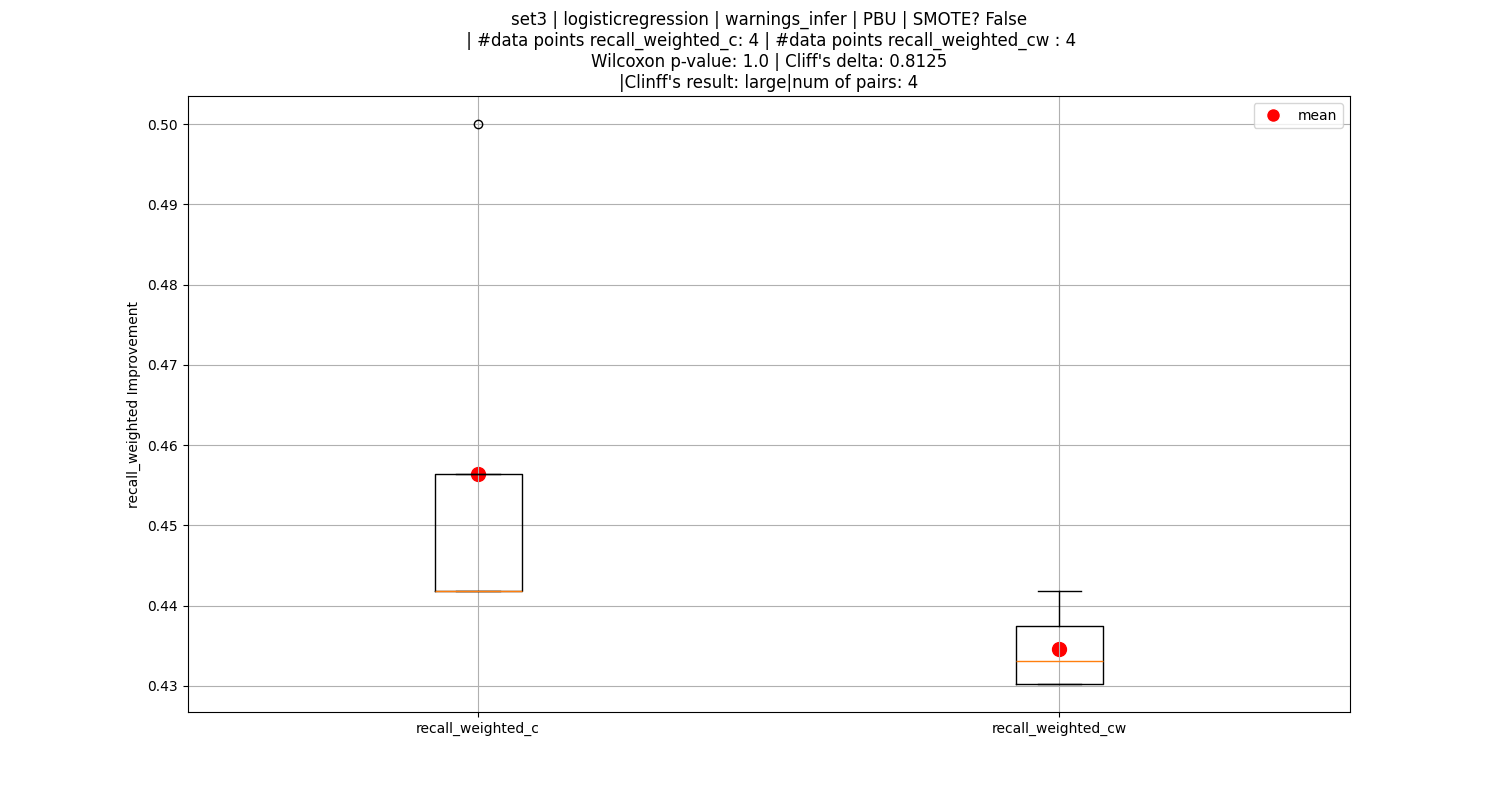 set3 | logisticregression | warnings_infer | PBU | SMOTE? False
| #data points recall_weighted_c: 4 | #data points recall_weighted_cw : 4
Wilcoxon p-value: 1.0 | Cliff's delta: 0.8125
|Clinff's result: large|num of pairs: 4
mean
0.50
0.49
0.48
0.47
0.46
0.45
0.44
0.43
recall_weighted Improvement
recall_weighted_c
recall_weighted_cw